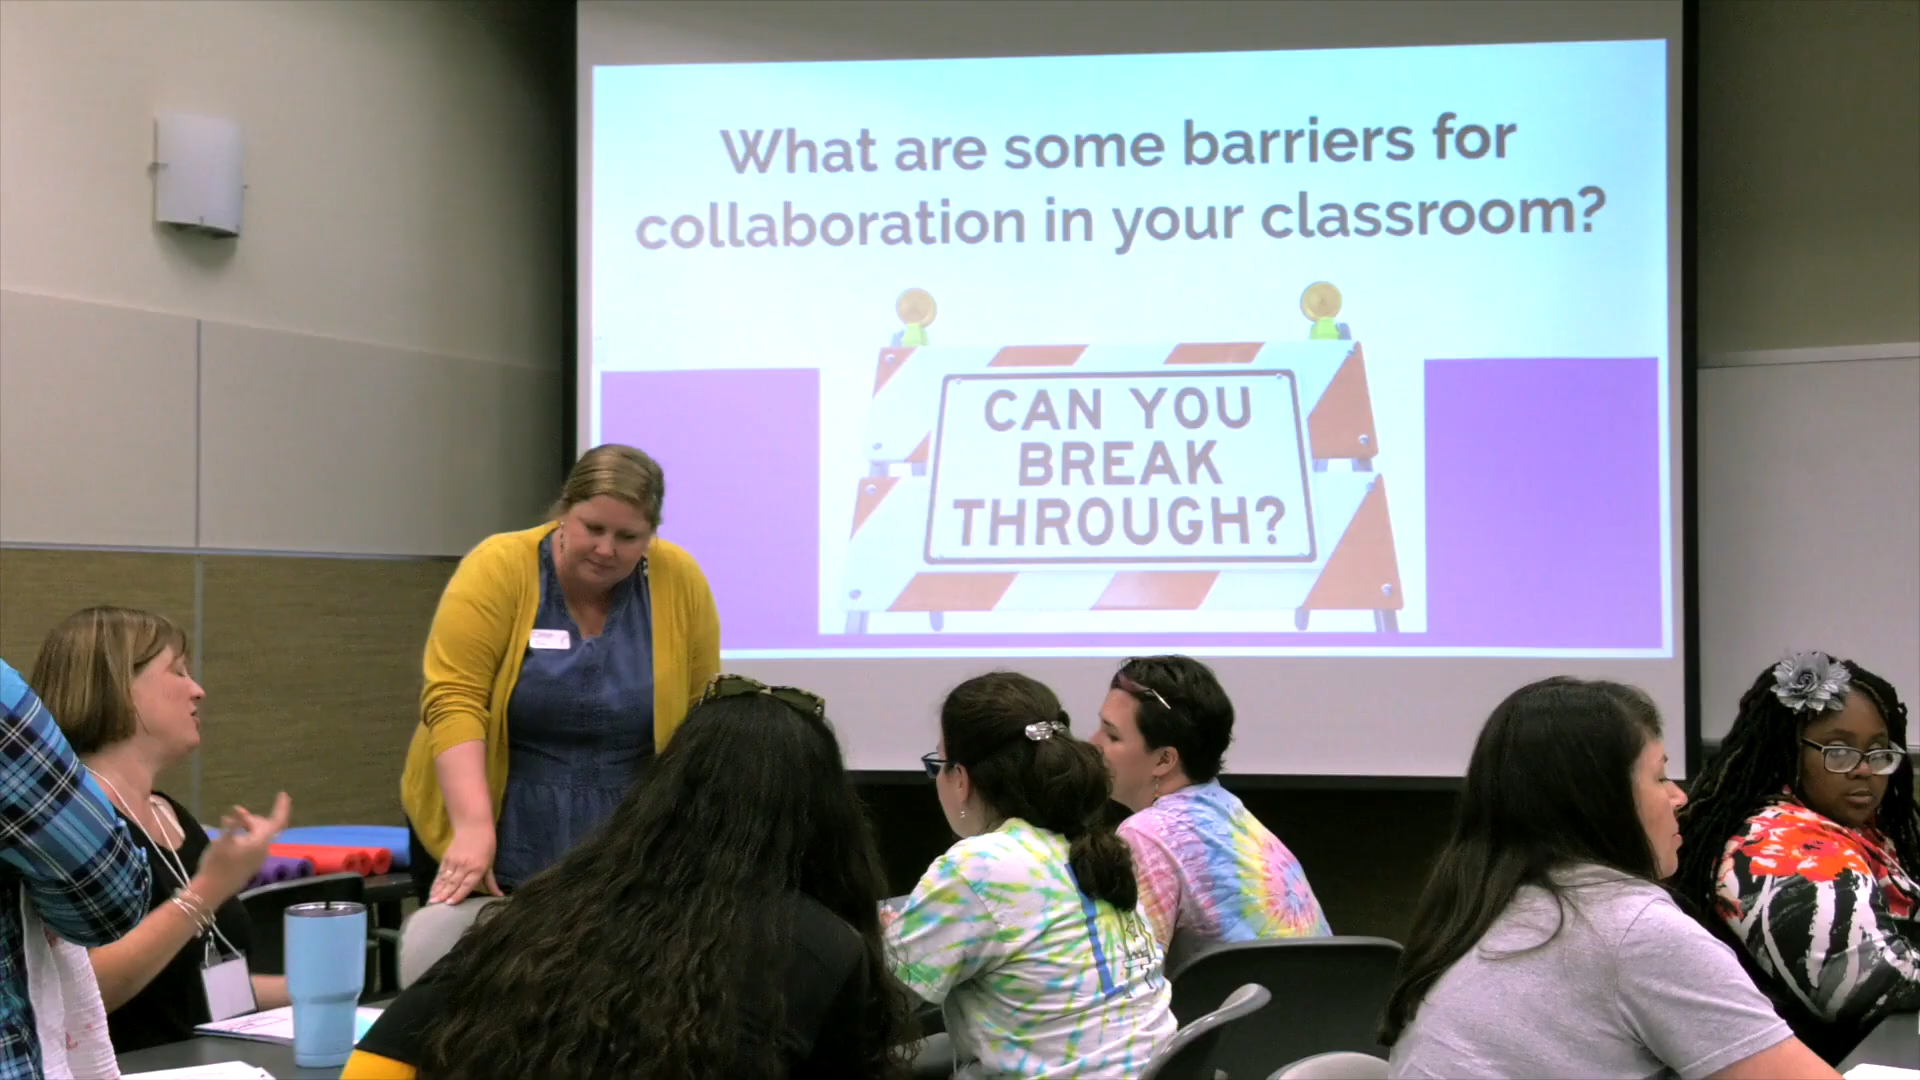 What are some barriers for
collaboration in your classroom?
CAN YOU
BREAK
THROUGH?